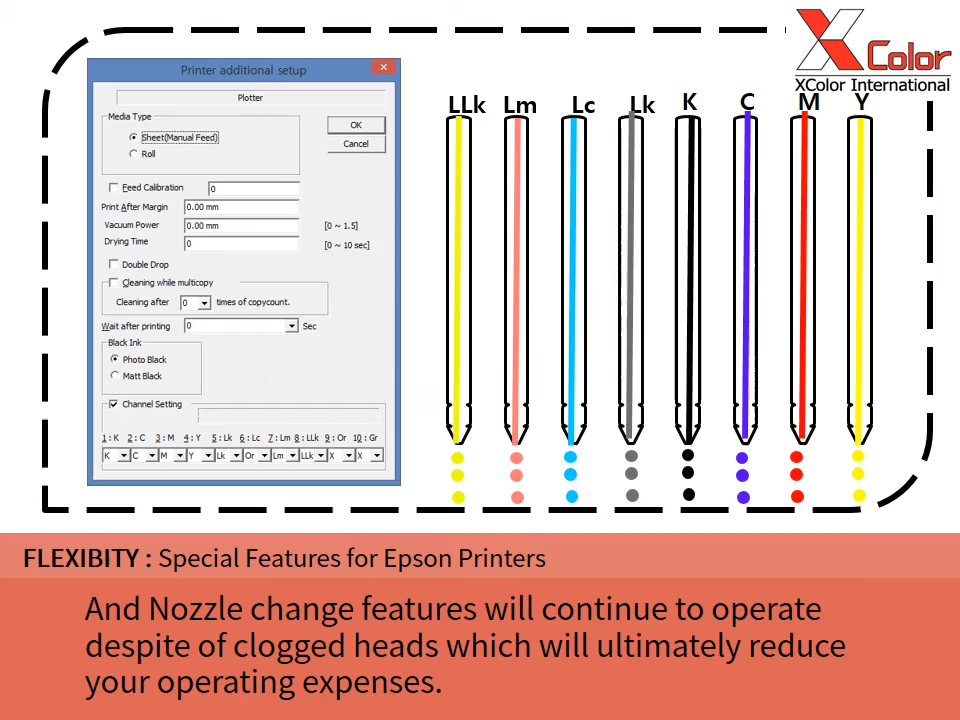 X Color
XColor International
Printer additional setup
Plotter
Media Type
Sheet(Manual Feed)
Roll
OK
Cancel
Feed Calibration 0
Print After Margin 0.00 mm
Vacuum Power 0.00 mm [0 ~ 1.5]
Drying Time 0 [0 ~ 10 sec]
Double Drop
Cleaning while multicopy
Cleaning after 0 times of copycount.
Wait after printing 0 Sec
Black Ink
Photo Black
Matt Black
Channel Setting
1 : K 2 : C 3 : M 4 : Y 5 : Lk 6 : Lc 7 : Lm 8 : LLk 9 : Or 10 : Gr
K C M Y Lk Or Lm LLk X X
LLk Lm Lc Lk K C M Y
FLEXIBITY : Special Features for Epson Printers
And Nozzle change features will continue to operate
despite of clogged heads which will ultimately reduce
your operating expenses.